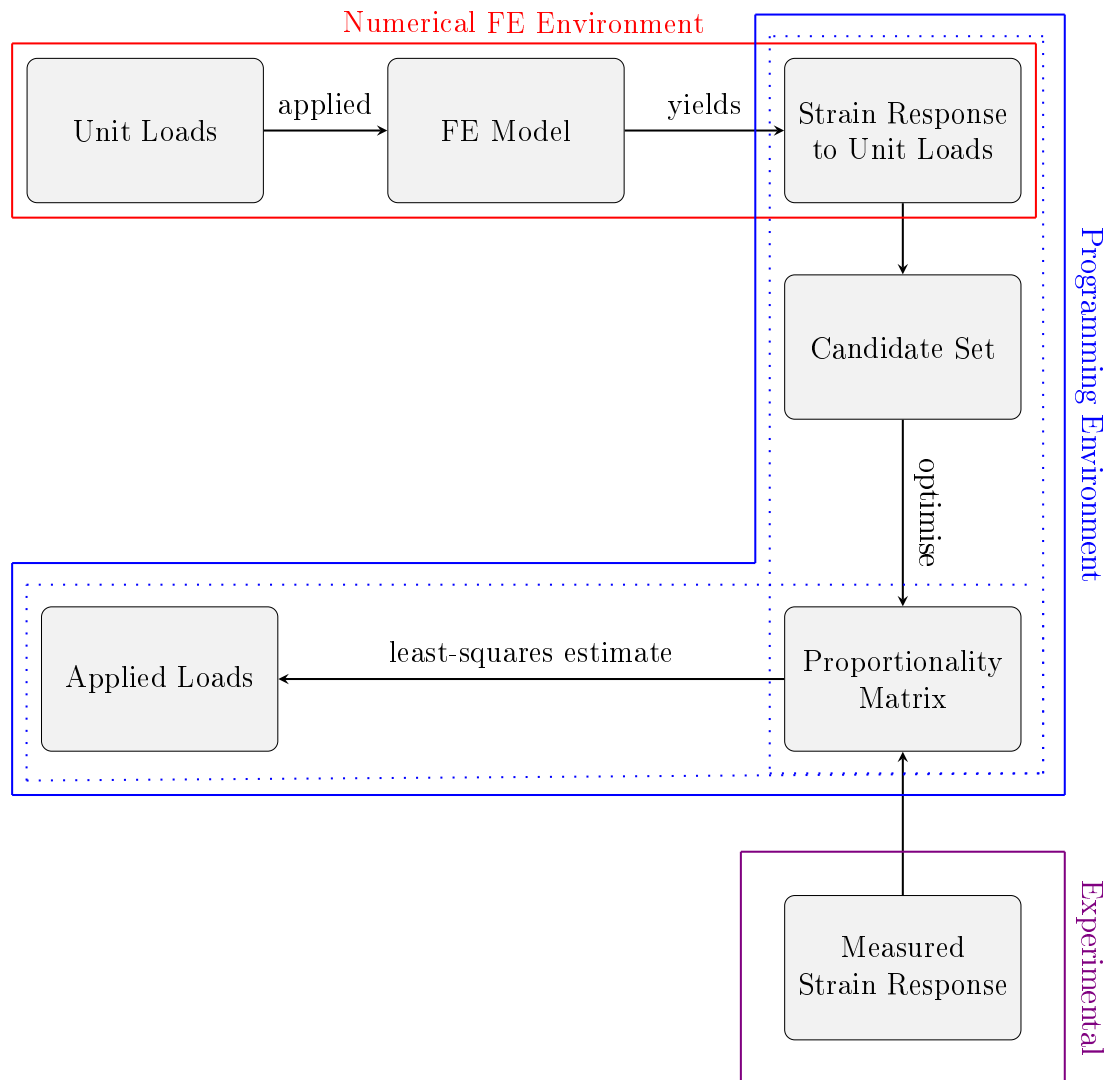 Numerical FE Environment
Unit Loads
applied
FE Model
yields
Strain Response
to Unit Loads
Programming Environment
Candidate Set
optimise
Applied Loads
least-squares estimate
Proportionality
Matrix
Measured
Strain Response
Experimental